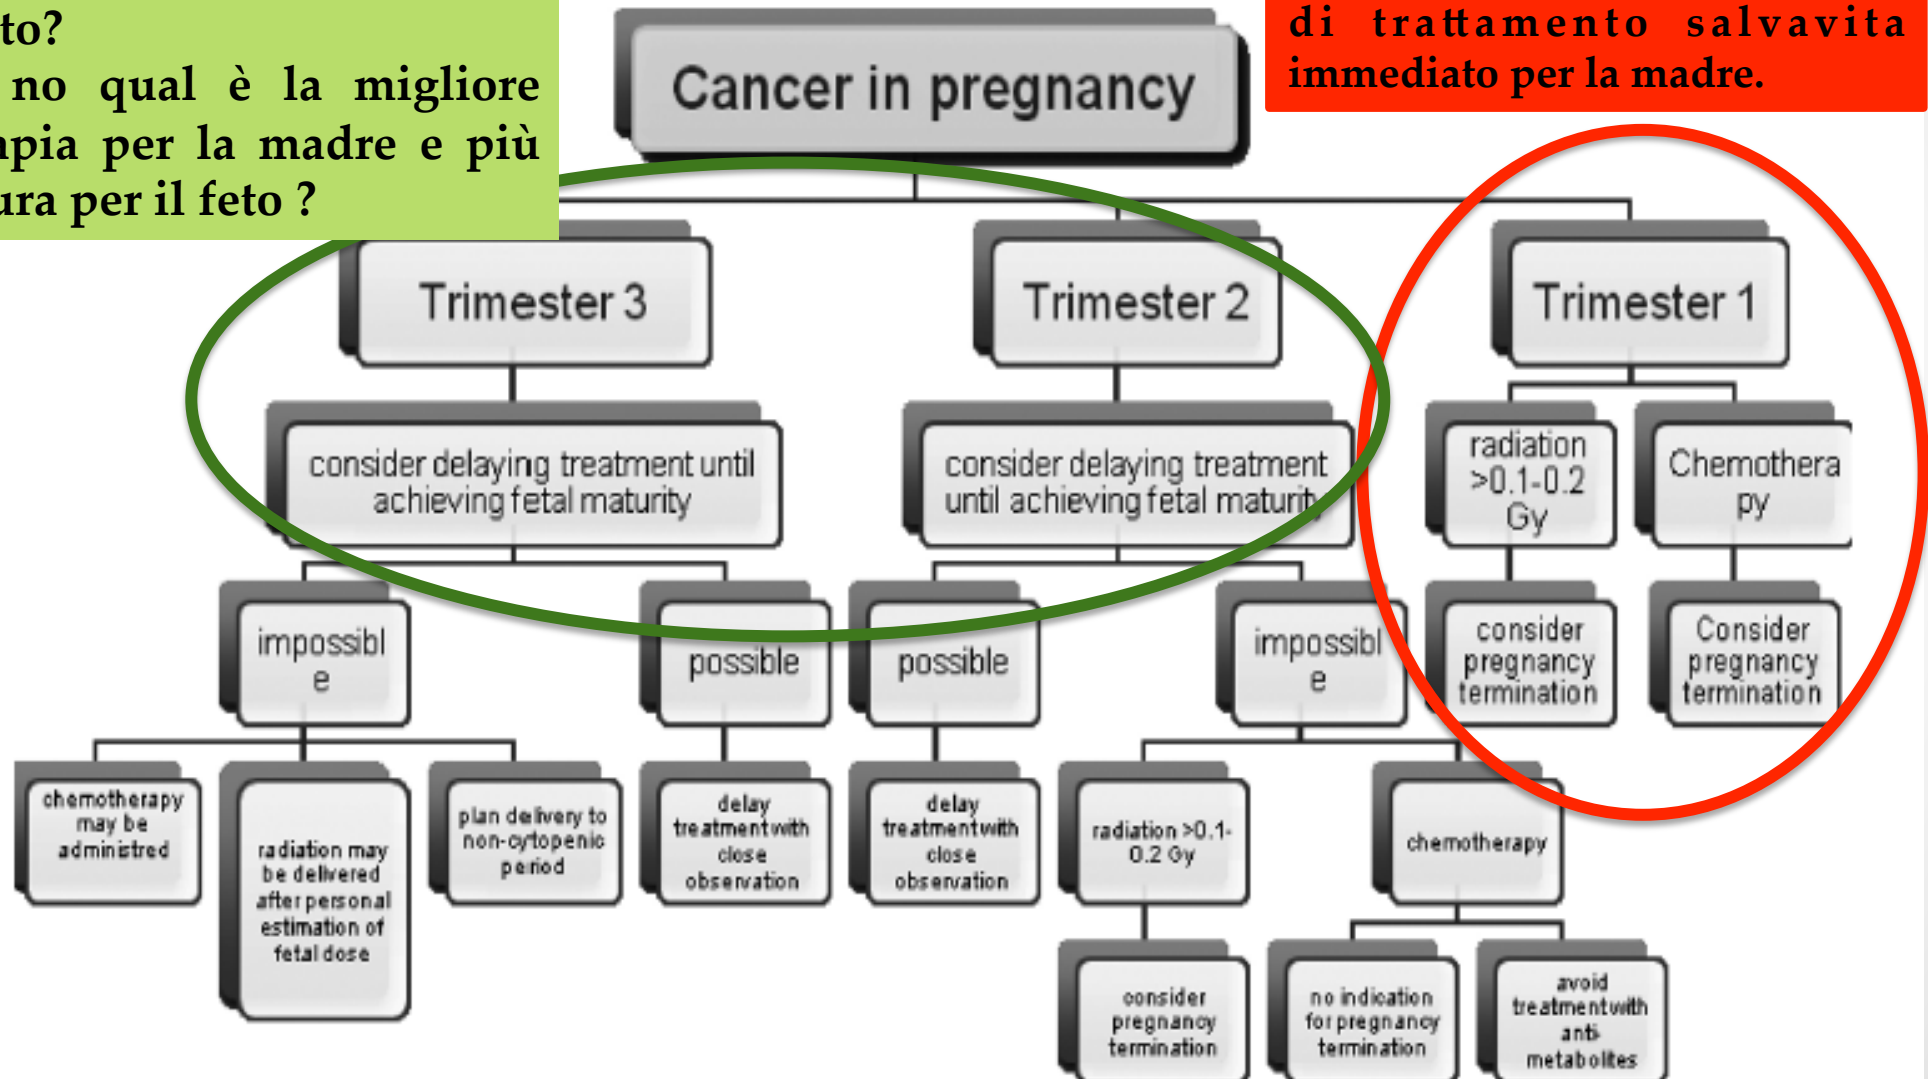 to?
no qual è la migliore
apia per la madre e più
ura per il feto ?
di trattamento salvavita
immediato per la madre.
Cancer in pregnancy
Trimester 3
Trimester 2
Trimester 1
consider delaying treatment until
achieving fetal maturity
consider delaying treatment
until achieving fetal maturity
radiation
>0.1-0.2
Gy
Chemothera
py
impossibl
e
possible
possible
impossibl
e
consider
pregnancy
termination
Consider
pregnancy
termination
chemotherapy
may be
administred
radiation may
be delivered
after personal
estimation of
fetal dose
plan delivery to
non-cytopenic
period
delay
treatment with
close
observation
delay
treatment with
close
observation
radiation >0.1-
0.2 Gy
chemotherapy
consider
pregnancy
termination
no indication
for pregnancy
termination
avoid
treatment with
anti-
metabolites